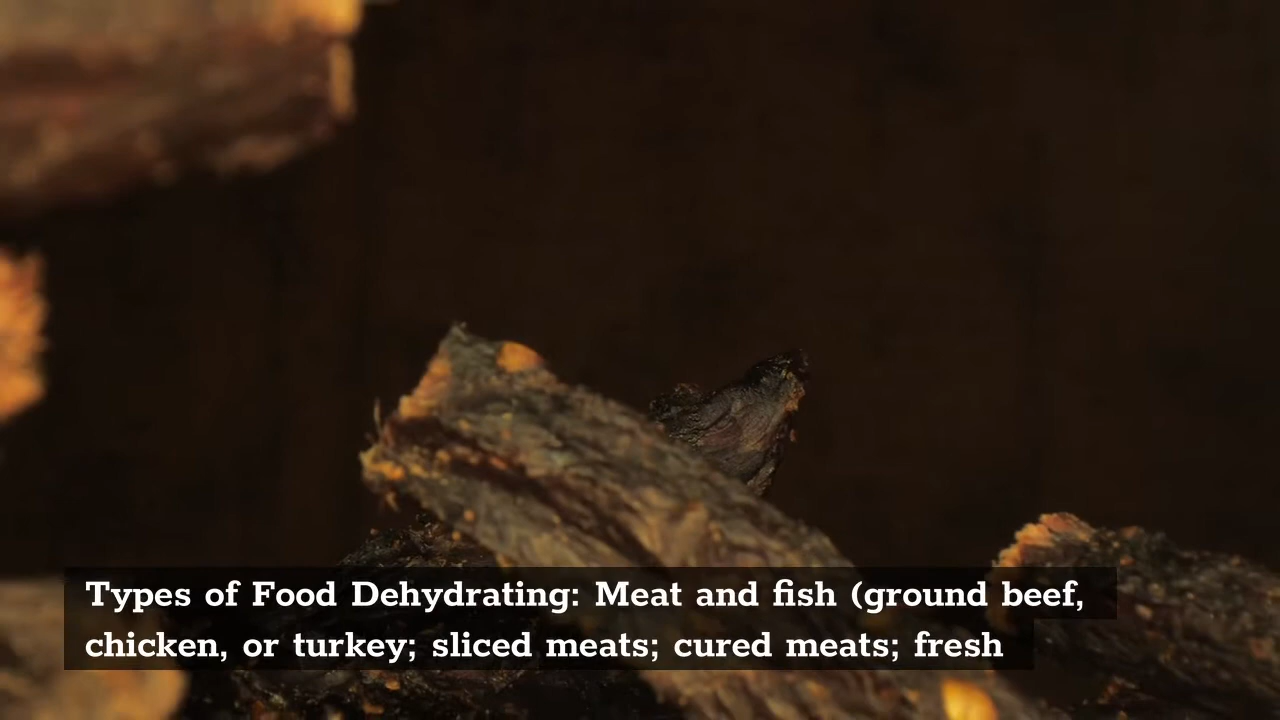 Types of Food Dehydrating: Meat and fish (ground beef,
chicken, or turkey; sliced meats; cured meats; fresh